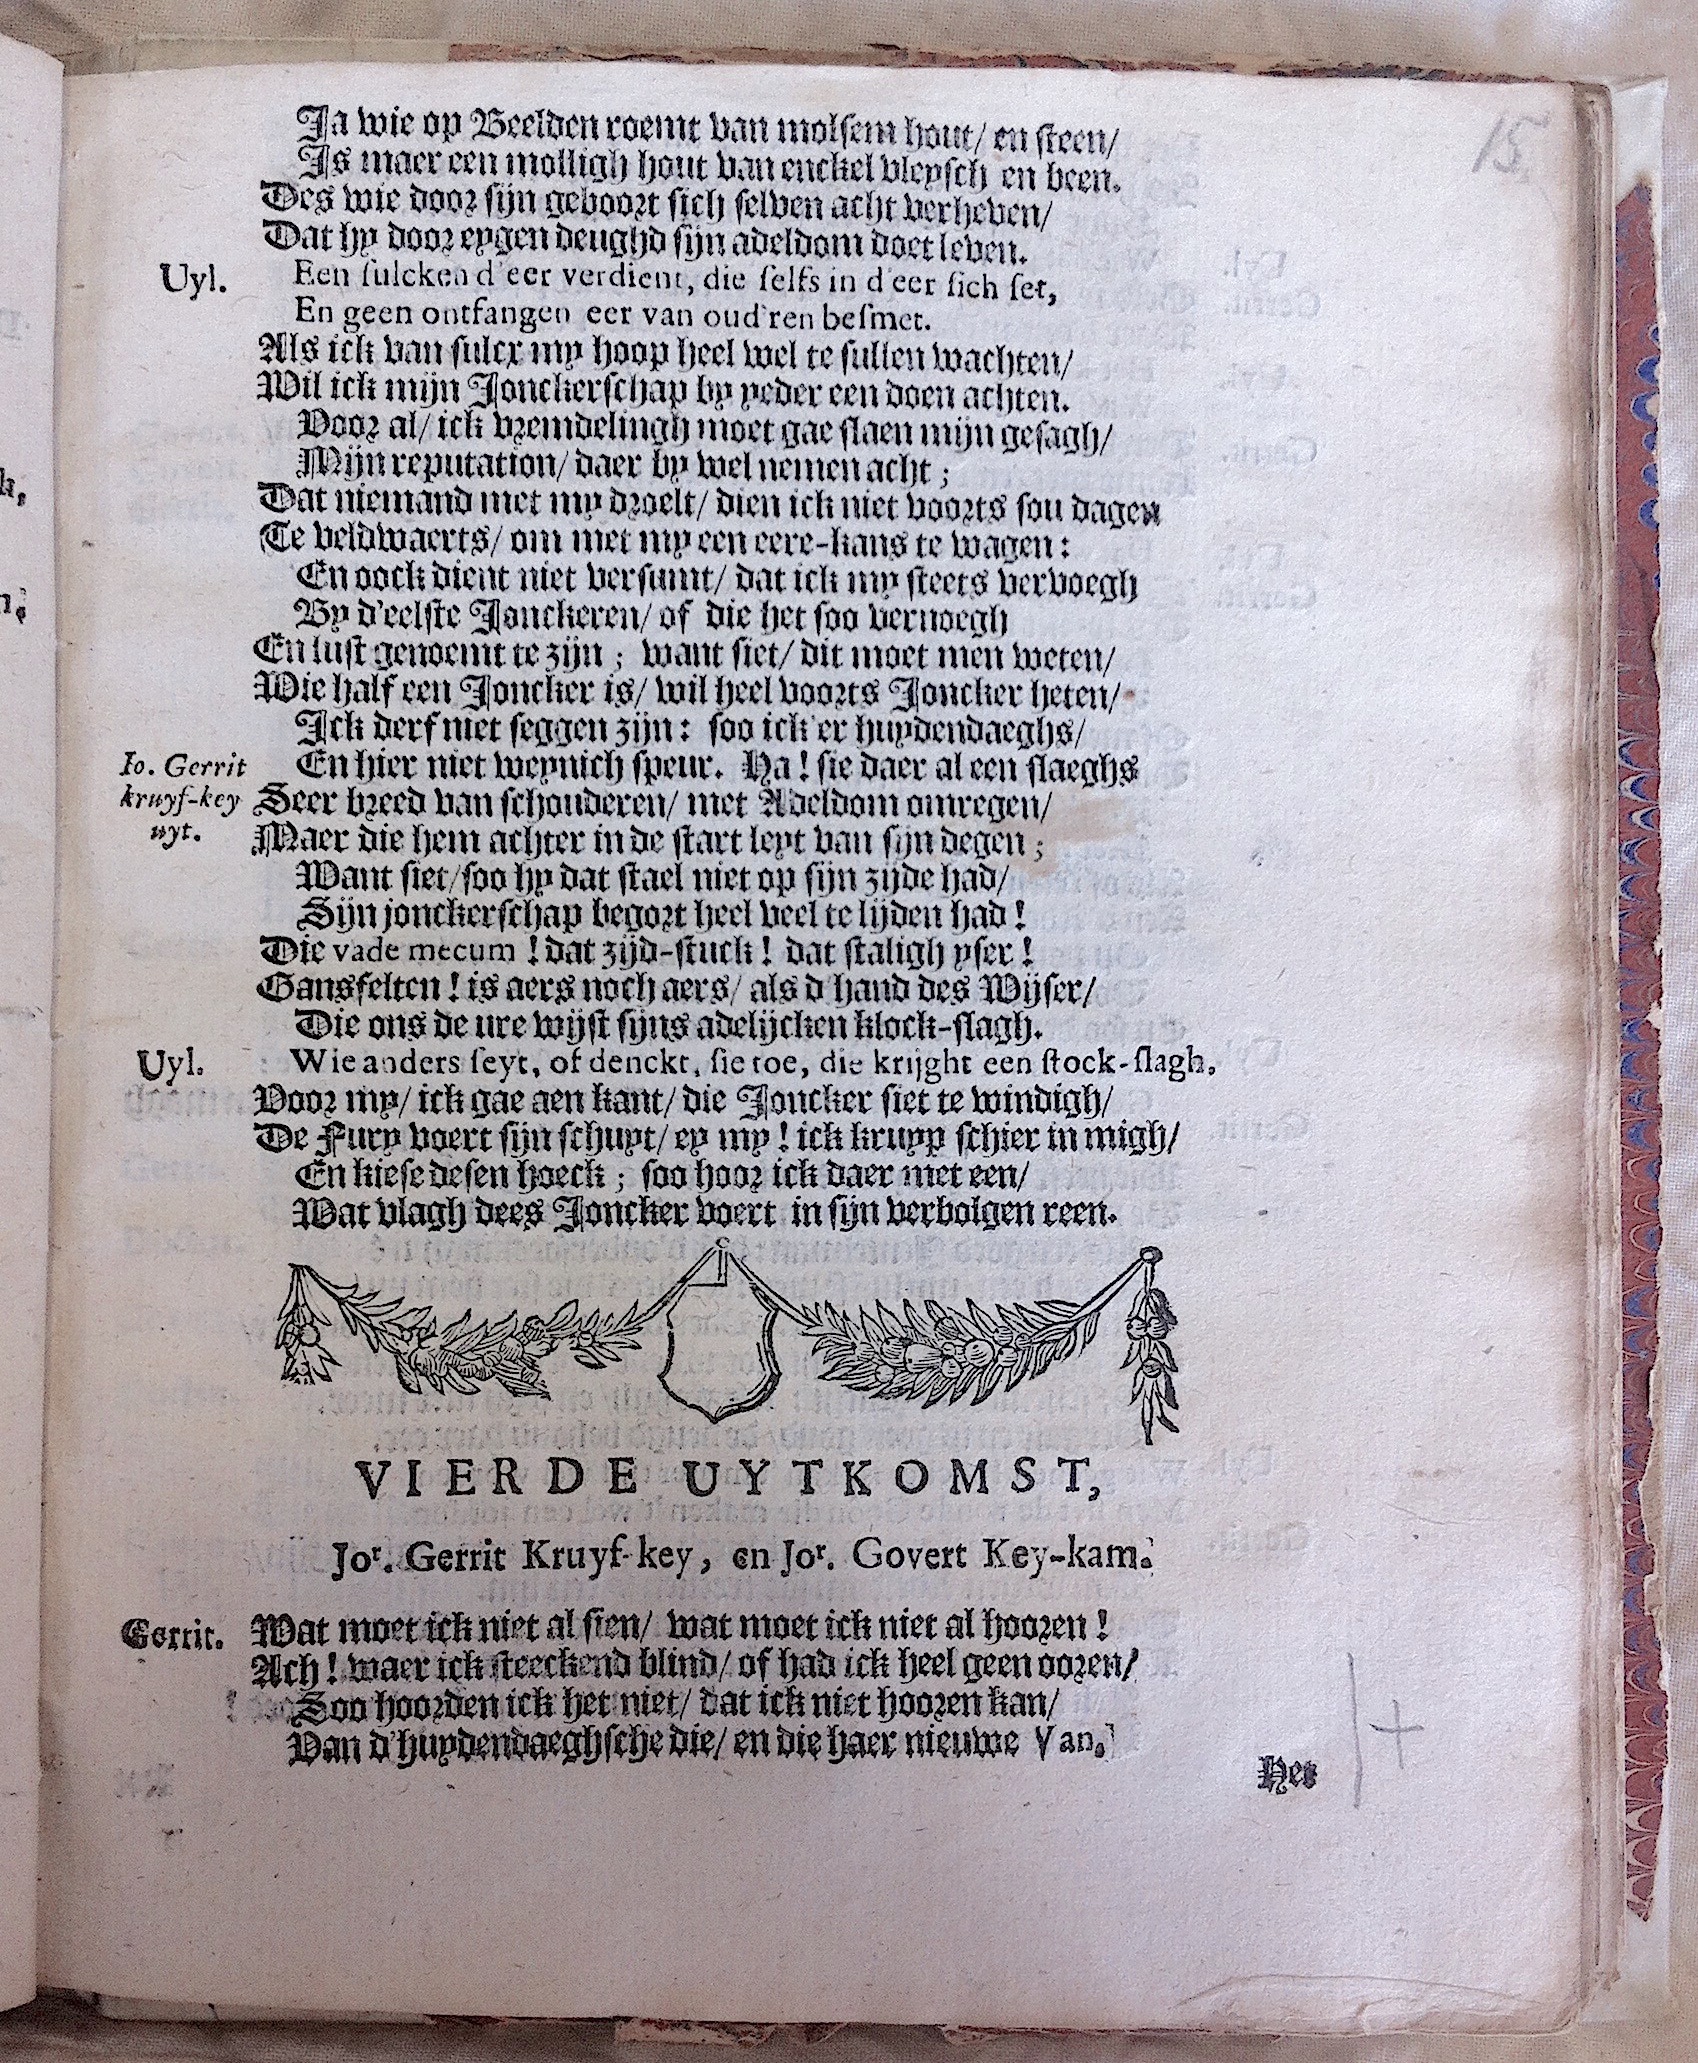 15
Ja wie op Beelden roemt van molsem hout/ en steen/
Is maer een molligh hout van enckel vleysch en been.
Des wie door sijn geboort sich selven acht verheven/
Dat hy door eygen deughd sijn adeldom doet leven.
Uyl. Een sulcken d'eer verdient, die selfs in d'eer sich set,
En geen ontfangen eer van oud'ren besmet.
Als ick van sulcx my hoop heel wel te sullen wachten/
Wil ick mijn Jonckerschap by yeder een doen achten.
Voor al/ ick vremdelingh moet gae slaen mijn gesagh/
Mijn reputation/ daer by wel nemen acht;
Dat niemand met my droelt/ dien ick niet voorts sou dagen
Te veldwaerts/ om met my een eere-kans te wagen:
En oock dient niet versumt/ dat ick my steets vervoegh
By d'eelste Jonckeren/ of die het soo vernoegh
En lust genoemt te zijn; want siet/ dit moet men weten/
Wie half een Joncker is/ wil heel voorts Joncker heten/
Ick derf niet seggen zijn: soo ick'er huydendaeghs/
Io. Gerrit En hier niet weynich speur. Ha! sie daer al een slaeghs
kruyf-key Seer breed van schouderen/ met Adeldom omregen/
uyt. Maer die hem achter in de start leyt van sijn degen;
Want siet/ soo hy dat stael niet op sijn zijde had/
Sijn jonckerschap begort heel veel te lijden had!
Die vade mecum! dat zijd-stuck! dat staligh yser!
Gansfelten! is aers noch aers/ als d'hand des Wijser/
Die ons de ure wijst sijns adelijcken klock-slagh.
Uyl. Wie anders seyt, of denckt, sie toe, die krijght een stock-slagh.
Voor my/ ick gae aen kant/ die Joncker siet te windigh/
De Fury voert sijn schuyt/ ey my! ick kruyp schier in migh/
En kiese desen hoeck; soo hoor ick daer met een/
Wat vlagh dees Joncker voert in sijn verbolgen reen.
VIERDE UYTKOMST,
Jor. Gerrit Kruyf-key, en Jor. Govert Key-kam.
Gerrit. Wat moet ick niet al sien/ wat moet ick niet al hooren!
Ach! waer ick steeckend blind/ of had ick heel geen ooren/
Soo hoorden ick het niet/ dat ick niet hooren kan/
Van d'huydendaeghsche die/ en die haer nieuwe Van.
Het